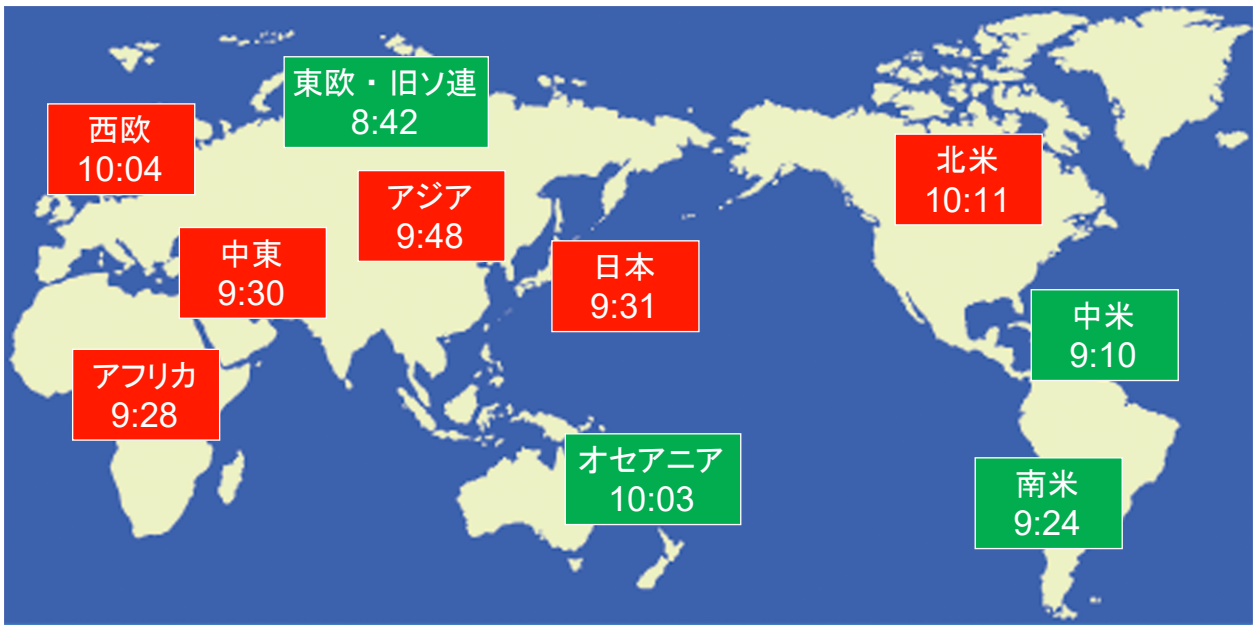 東欧・旧ソ連
8:42
西欧
10:04
北米
10:11
アジア
9:48
中東
9:30
日本
9:31
中米
9:10
アフリカ
9:28
オセアニア
10:03
南米
9:24